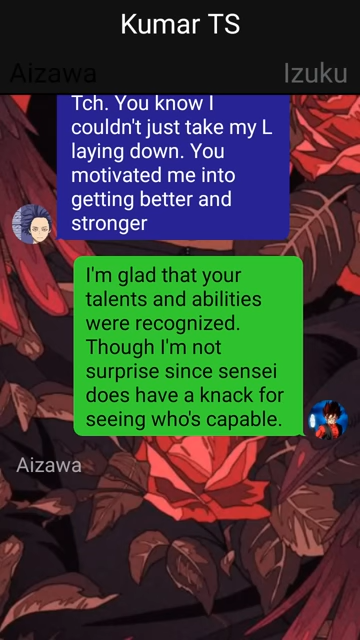 Kumar TS
Aizawa
Izuku
Tch. You know I
couldn't just take my L
laying down. You
motivated me into
getting better and
stronger
I'm glad that your
talents and abilities
were recognized.
Though I'm not
surprise since sensei
does have a knack for
seeing who's capable.
Aizawa